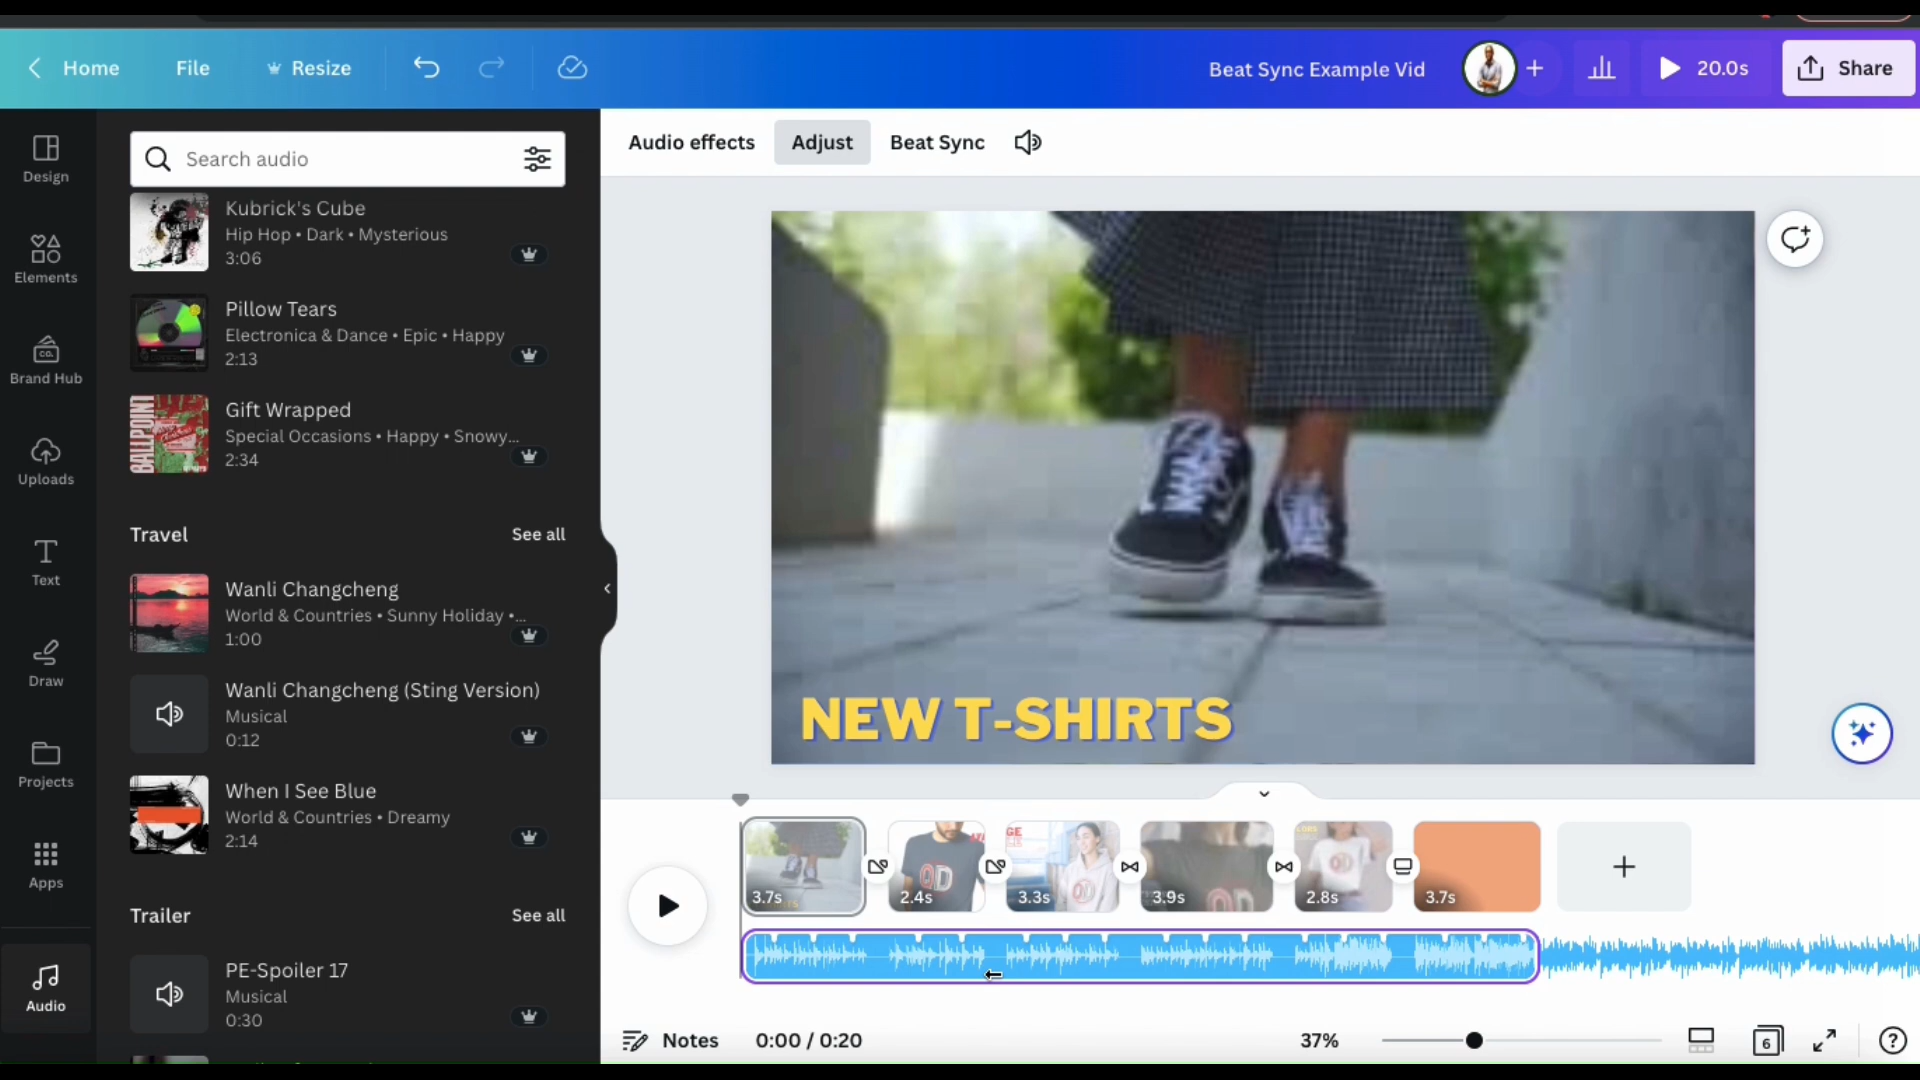 Home
File
Resize
Beat Sync Example Vid
20.0s
Share
Design
Elements
Brand Hub
CO.
Uploads
Text
Draw
Projects
Apps
Audio
Search audio
Kubrick's Cube
Hip Hop • Dark • Mysterious
3:06
Pillow Tears
Electronica & Dance • Epic • Happy
2:13
BALLPOINT
Gift Wrapped
Special Occasions • Happy • Snowy...
2:34
Travel
See all
Wanli Changcheng
World & Countries • Sunny Holiday •...
1:00
Wanli Changcheng (Sting Version)
Musical
0:12
When I See Blue
World & Countries • Dreamy
2:14
Trailer
See all
PE-Spoiler 17
Musical
0:30
Audio effects
Adjust
Beat Sync
NEW T-SHIRTS
3.7s
2.4s
3.3s
3.9s
2.8s
3.7s
Notes
0:00 / 0:20
37%
6
?